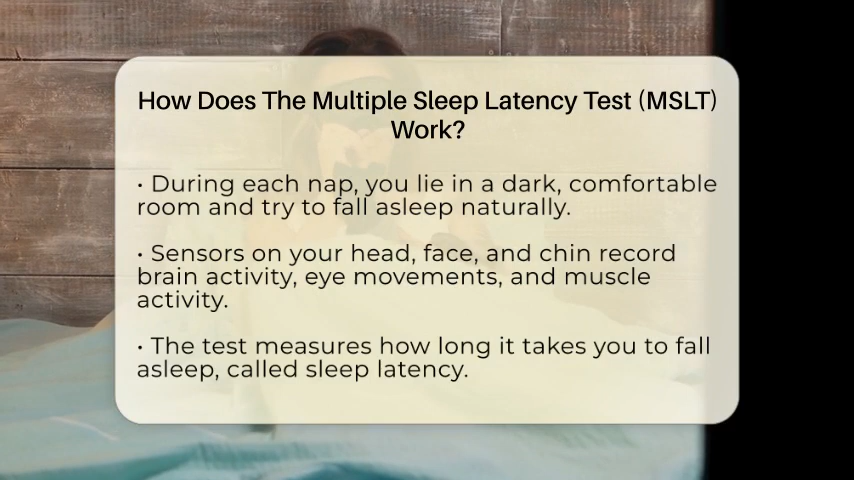 How Does The Multiple Sleep Latency Test (MSLT)
Work?
• During each nap, you lie in a dark, comfortable
room and try to fall asleep naturally.
• Sensors on your head, face, and chin record
brain activity, eye movements, and muscle
activity.
• The test measures how long it takes you to fall
asleep, called sleep latency.